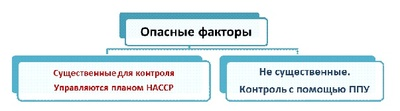 Опасные факторы
Существенные для контроля
Управляются планом НАССР
Не существенные.
Контроль с помощью ППУ